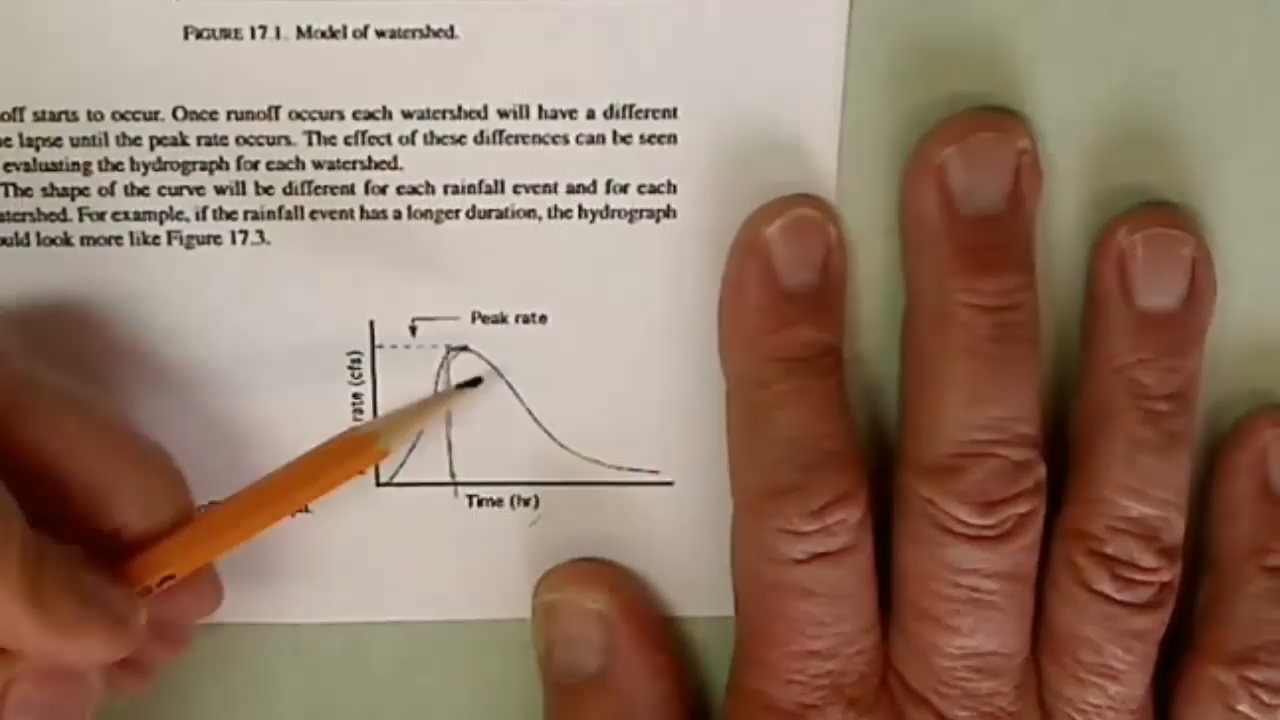 FIGURE 17.1. Model of watershed.
off starts to occur. Once runoff occurs each watershed will have a different
e lapse until the peak rate occurs. The effect of these differences can be seen
evaluating the hydrograph for each watershed.
The shape of the curve will be different for each rainfall event and for each
tershed. For example, if the rainfall event has a longer duration, the hydrograph
uld look more like Figure 17.3.
Peak rate
rate (cfs)
Time (hr)